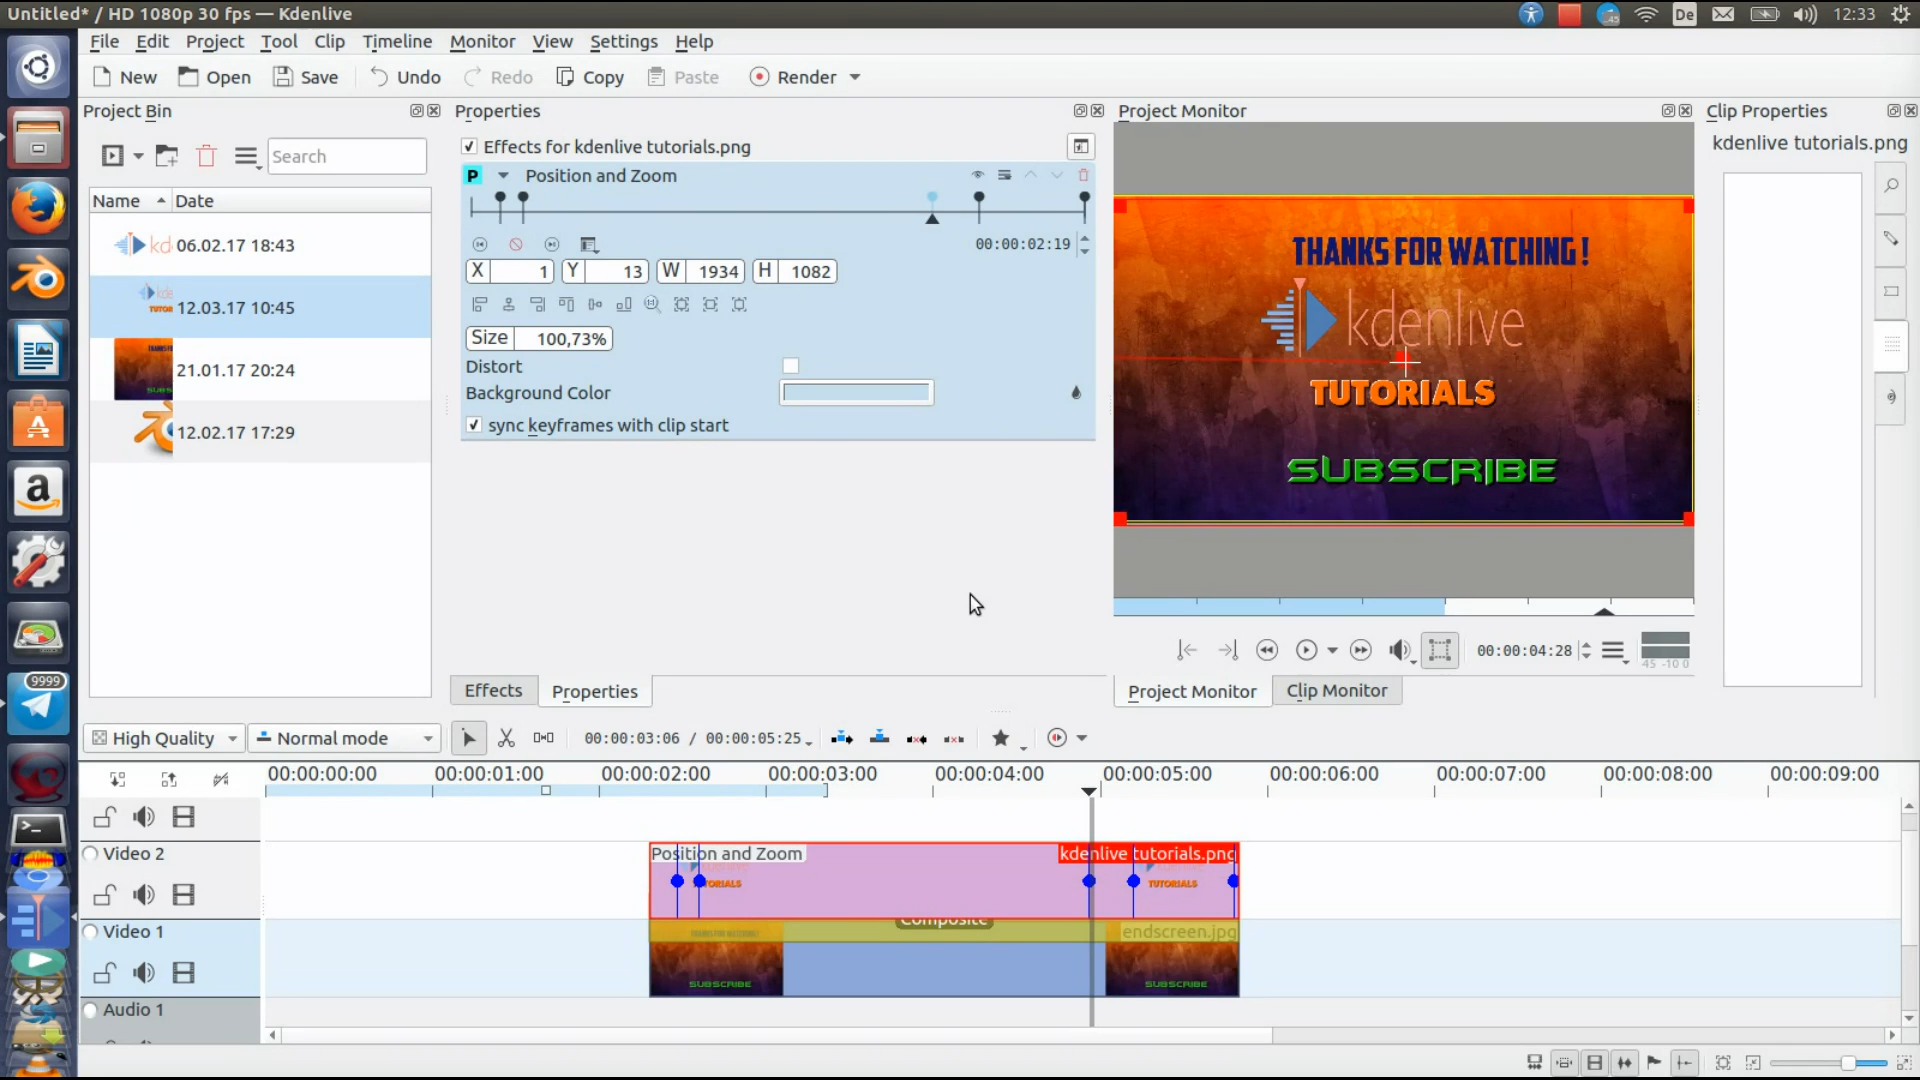 Untitled* / HD 1080p 30 fps — Kdenlive
De
12:33
File Edit Project Tool Clip Timeline Monitor View Settings Help
New Open Save Undo Redo Copy Paste Render
Project Bin
Properties
Project Monitor
Clip Properties
Search
Effects for kdenlive tutorials.png
kdenlive tutorials.png
P Position and Zoom
Name Date
06.02.17 18:43
12.03.17 10:45
21.01.17 20:24
12.02.17 17:29
00:00:02:19
X 1 Y 13 W 1934 H 1082
Size 100,73%
Distort
Background Color
sync keyframes with clip start
THANKS FOR WATCHING !
kdenlive
TUTORIALS
SUBSCRIBE
00:00:04:28
45 -10 0
Effects Properties
Project Monitor Clip Monitor
9999
High Quality Normal mode 00:00:03:06 / 00:00:05:25
00:00:00:00 00:00:01:00 00:00:02:00 00:00:03:00 00:00:04:00 00:00:05:00 00:00:06:00 00:00:07:00 00:00:08:00 00:00:09:00
Video 2
Position and Zoom kdenlive tutorials.png
TUTORIALS
Video 1
Composite
endscreen.jpg
SUBSCRIBE SUBSCRIBE
Audio 1